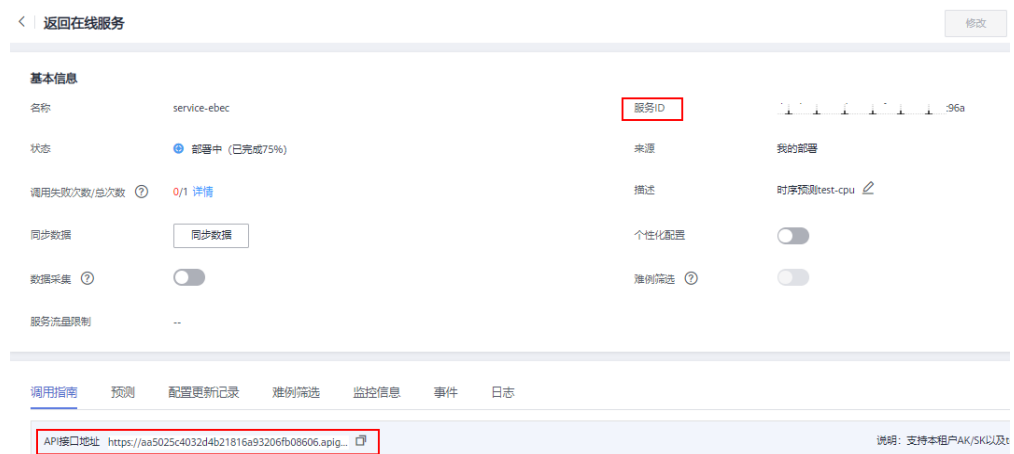 返回在线服务
修改
基本信息
名称 service-ebec 服务ID :96a
状态 部署中（已完成75%） 来源 我的部署
调用失败次数/总次数 0/1 详情 描述 时序预测test-cpu
同步数据 同步数据 个性化配置
数据采集 难例筛选
服务流量限制 --
调用指南 预测 配置更新记录 难例筛选 监控信息 事件 日志
API接口地址 https://aa5025c4032d4b21816a93206fb08606.apig... 说明：支持本租户AK/SK以及t